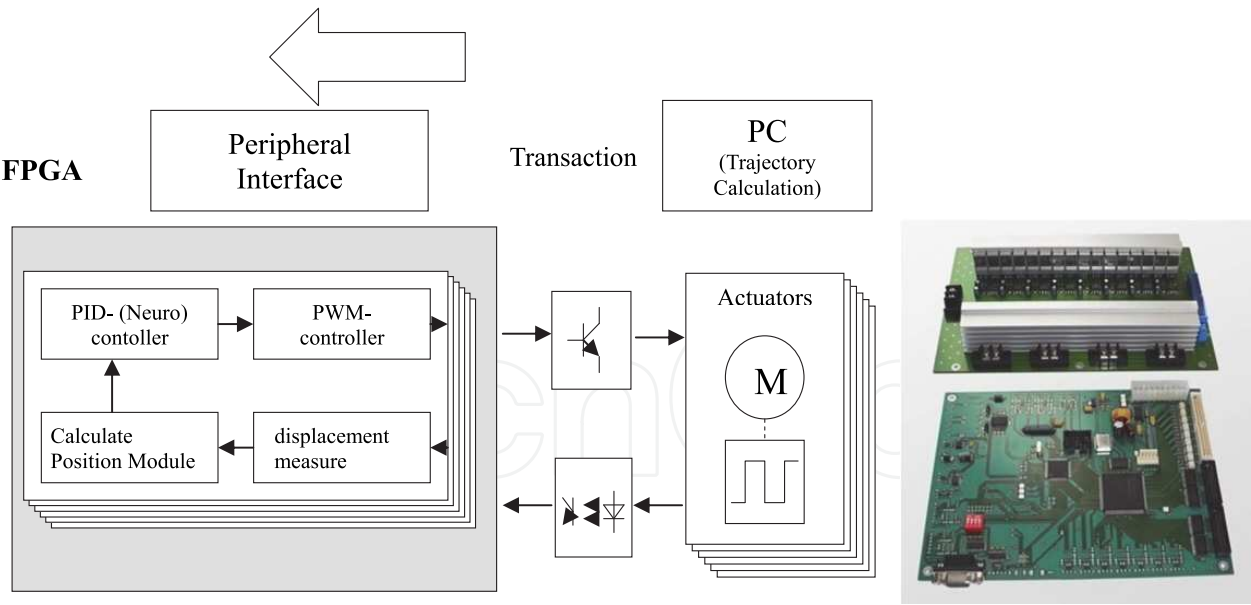 Peripheral
Interface
FPGA
Transaction
PC
(Trajectory
Calculation)
PID- (Neuro)
contoller
PWM-
controller
Calculate
Position Module
displacement
measure
Actuators
M